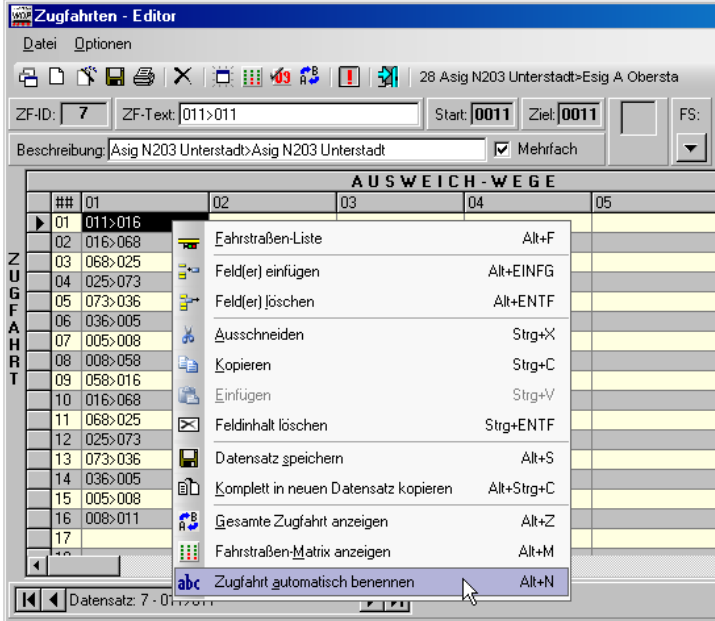 Zugfahrten - Editor
Datei Optionen
28 Asig N203 Unterstadt>Esig A Obersta
ZF-ID: 7 ZF-Text: 011>011 Start: 0011 Ziel: 0011 FS:
Beschreibung: Asig N203 Unterstadt>Asig N203 Unterstadt Mehrfach
AUSWEICH-WEGE
## 01 02 03 04 05
ZUGFAHRT
01 011>016
02 016>068
03 068>025
04 025>073
05 073>036
06 036>005
07 005>008
08 008>058
09 058>016
10 016>068
11 068>025
12 025>073
13 073>036
14 036>005
15 005>008
16 008>011
17
Fahrstraßen-Liste Alt+F
Feld(er) einfügen Alt+EINFG
Feld(er) löschen Alt+ENTF
Ausschneiden Strg+X
Kopieren Strg+C
Einfügen Strg+V
Feldinhalt löschen Strg+ENTF
Datensatz speichern Alt+S
Komplett in neuen Datensatz kopieren Alt+Strg+C
Gesamte Zugfahrt anzeigen Alt+Z
Fahrstraßen-Matrix anzeigen Alt+M
abc Zugfahrt automatisch benennen Alt+N
Datensatz: 7 - 011>011